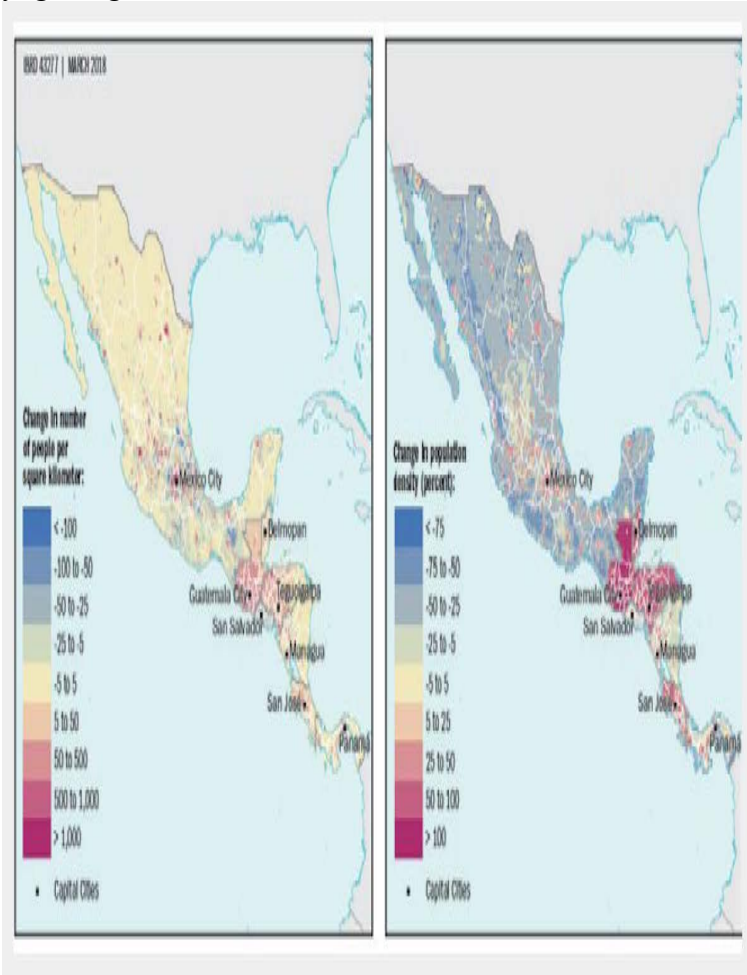 IBRD 43277 | MARCH 2018
Change in number
of people per
square kilometer:
< -100
-100 to -50
-50 to -25
-25 to -5
-5 to 5
5 to 50
50 to 500
500 to 1,000
> 1,000
Capital Cities
Mexico City
Belmopan
Guatemala City
Tegucigalpa
San Salvador
Managua
San José
Panamá
Change in population
density (percent):
< -75
-75 to -50
-50 to -25
-25 to -5
-5 to 5
5 to 25
25 to 50
50 to 100
> 100
Capital Cities
Mexico City
Belmopan
Guatemala City
Tegucigalpa
San Salvador
Managua
San José
Panamá